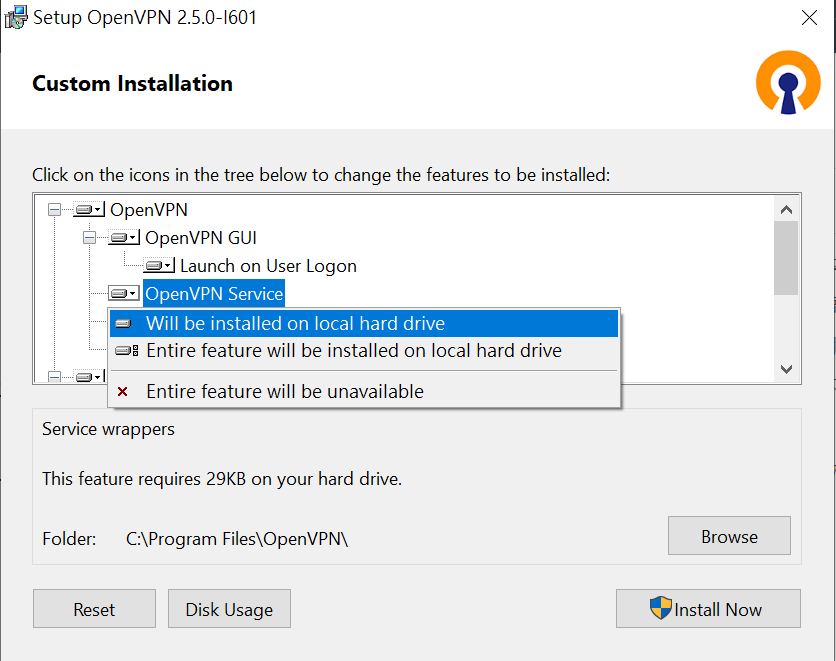 Setup OpenVPN 2.5.0-I601
Custom Installation
Click on the icons in the tree below to change the features to be installed:
OpenVPN
OpenVPN GUI
Launch on User Logon
OpenVPN Service
Will be installed on local hard drive
Entire feature will be installed on local hard drive
Entire feature will be unavailable
Service wrappers
This feature requires 29KB on your hard drive.
Folder: C:\Program Files\OpenVPN\
Browse
Reset
Disk Usage
Install Now